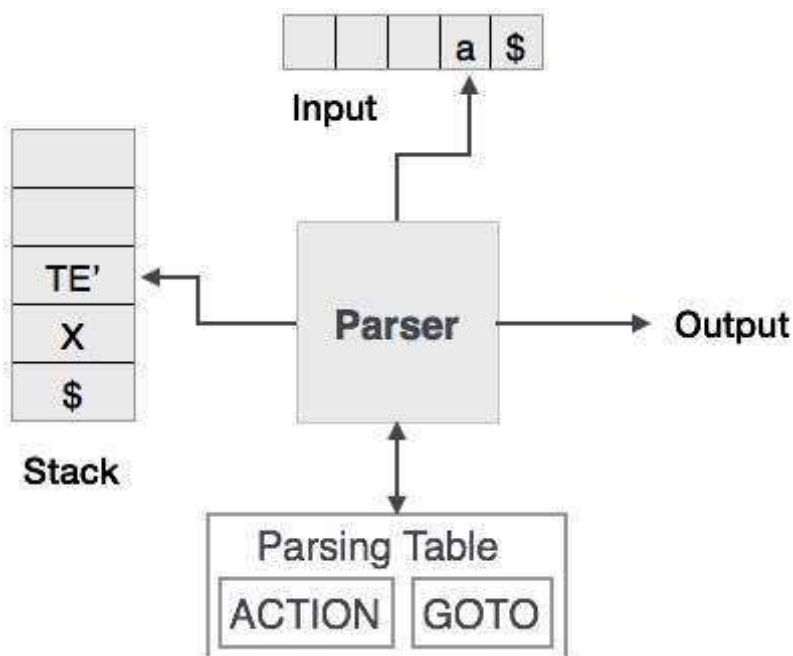 a $
Input
TE’
X
$
Stack
Parser
Output
Parsing Table
ACTION GOTO